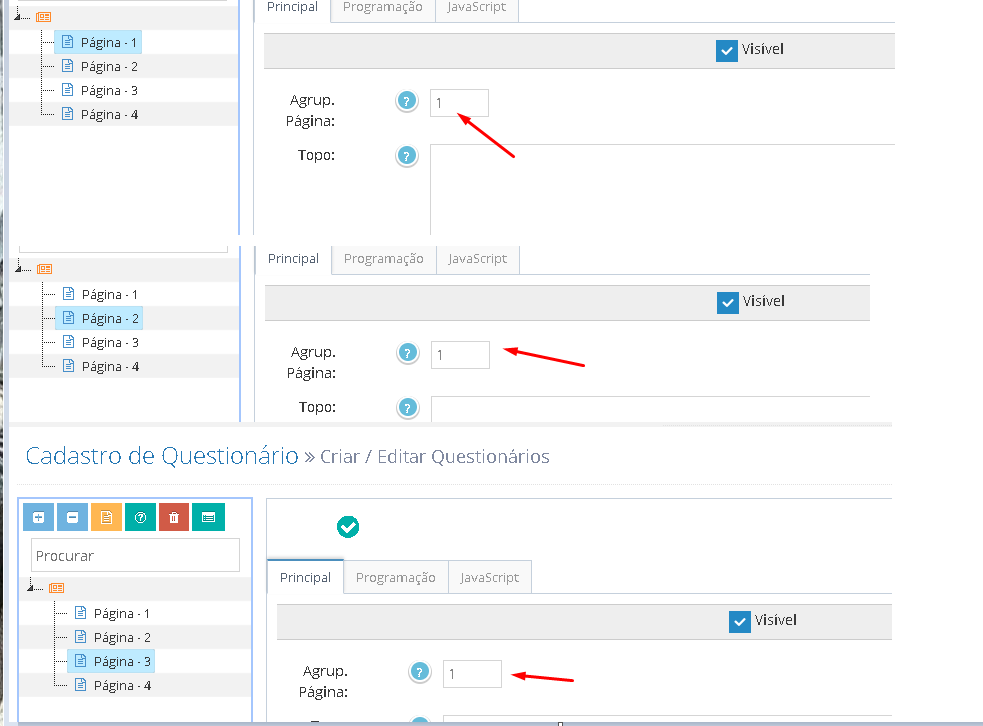 Principal Programação JavaScript
Página - 1
Página - 2
Página - 3
Página - 4
Visível
Agrup.
Página:
? 1
Topo:
?
Principal Programação JavaScript
Página - 1
Página - 2
Página - 3
Página - 4
Visível
Agrup.
Página:
? 1
Topo:
?
Cadastro de Questionário » Criar / Editar Questionários
Procurar
Principal Programação JavaScript
Página - 1
Página - 2
Página - 3
Página - 4
Visível
Agrup.
Página:
? 1